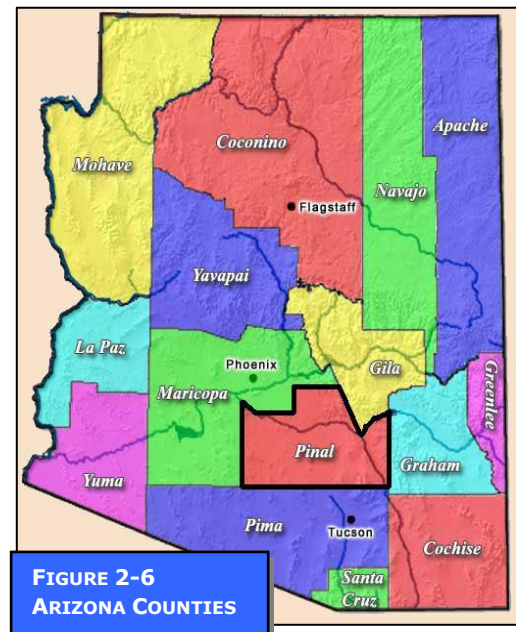 Apache
Coconino
Mohave
Navajo
Flagstaff
Yavapai
La Paz
Phoenix
Gila
Greenlee
Maricopa
Pinal
Graham
Yuma
Pima
Tucson
Cochise
Santa
Cruz
FIGURE 2-6
ARIZONA COUNTIES